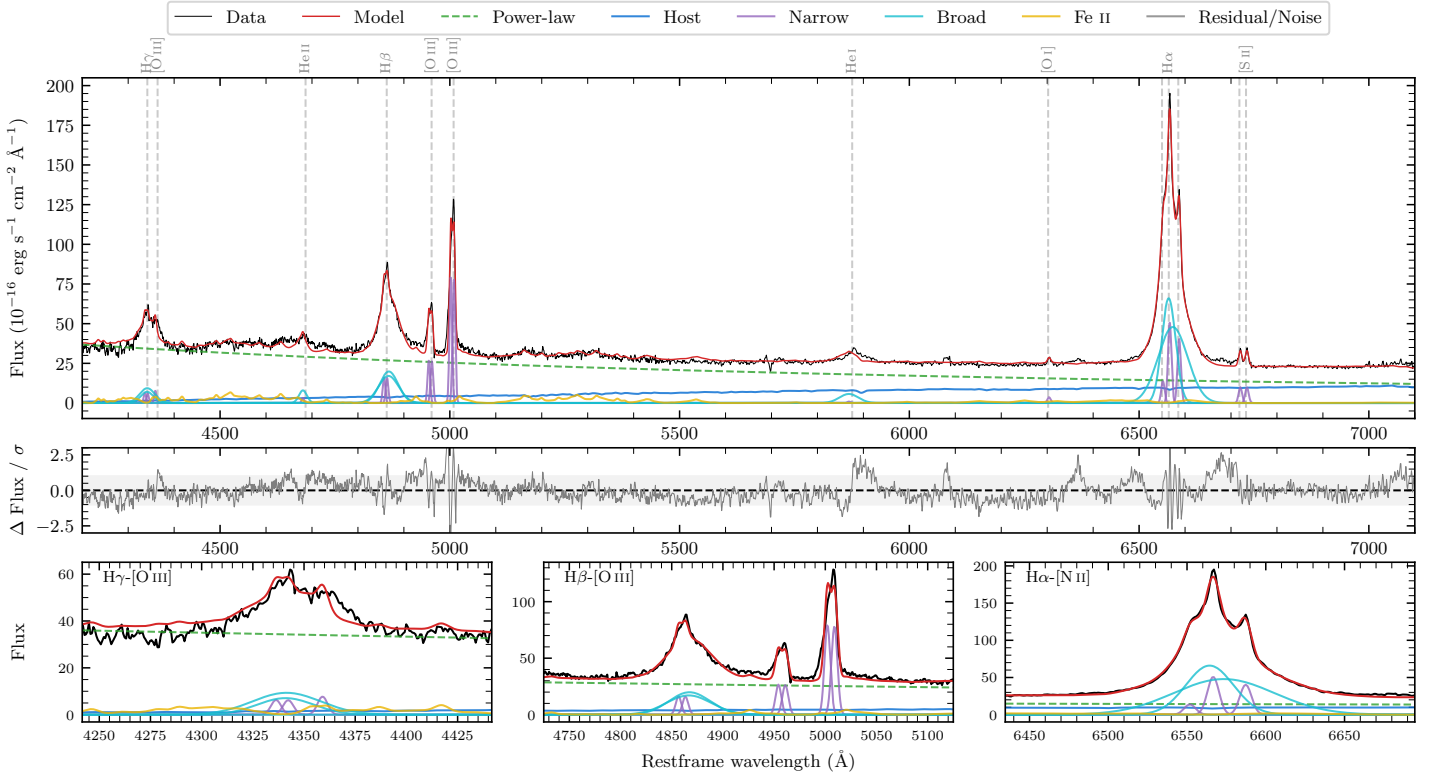 Data Model Power-law Host Narrow Broad Fe II Residual/Noise
Hγ [O III] He II Hβ [O III] [O III] He I [O I] Hα [S II]
Flux (10⁻¹⁶ erg s⁻¹ cm⁻² Å⁻¹)
200
175
150
125
100
75
50
25
0
4500 5000 5500 6000 6500 7000
Δ Flux / σ
2.5
0.0
−2.5
4500 5000 5500 6000 6500 7000
Flux
Hγ-[O III]
60
40
20
0
4250 4275 4300 4325 4350 4375 4400 4425
Hβ-[O III]
100
50
0
4750 4800 4850 4900 4950 5000 5050 5100
Hα-[N II]
200
150
100
50
0
6450 6500 6550 6600 6650
Restframe wavelength (Å)